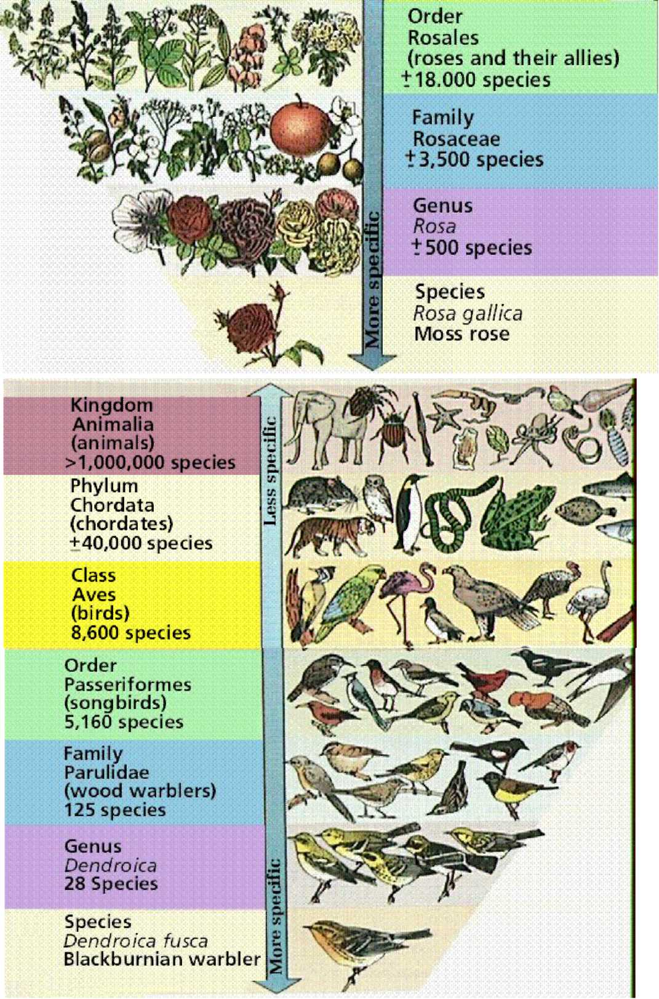 Order
Rosales
(roses and their allies)
±18.000 species
Family
Rosaceae
±3,500 species
Genus
Rosa
±500 species
Species
Rosa gallica
Moss rose
More specific
Kingdom
Animalia
(animals)
>1,000,000 species
Phylum
Chordata
(chordates)
±40,000 species
Class
Aves
(birds)
8,600 species
Order
Passeriformes
(songbirds)
5,160 species
Family
Parulidae
(wood warblers)
125 species
Genus
Dendroica
28 Species
Species
Dendroica fusca
Blackburnian warbler
Less specific
More specific